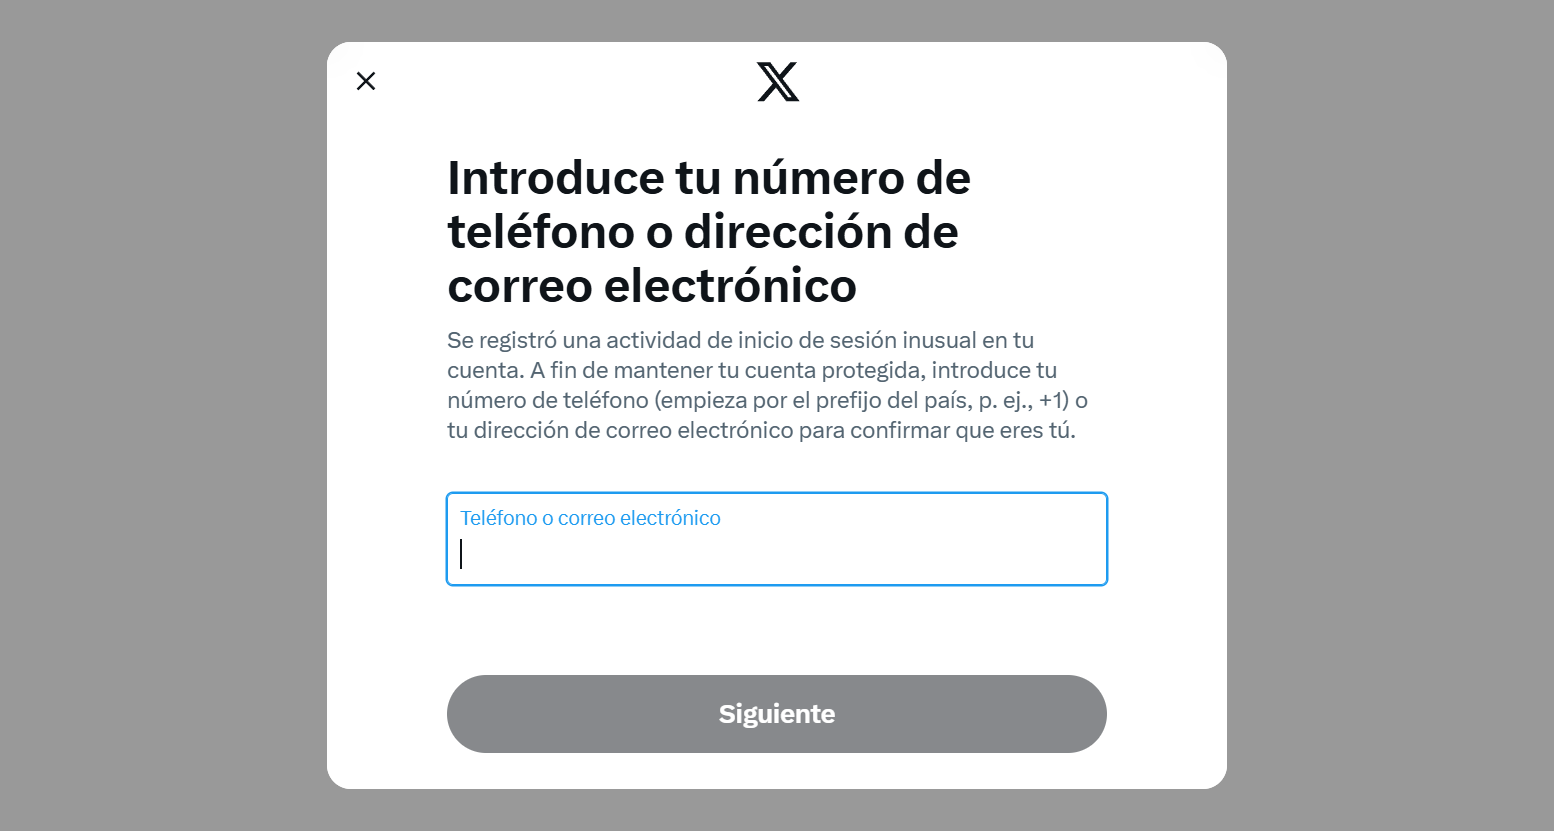 Introduce tu número de
teléfono o dirección de
correo electrónico
Se registró una actividad de inicio de sesión inusual en tu
cuenta. A fin de mantener tu cuenta protegida, introduce tu
número de teléfono (empieza por el prefijo del país, p. ej., +1) o
tu dirección de correo electrónico para confirmar que eres tú.
Teléfono o correo electrónico
Siguiente